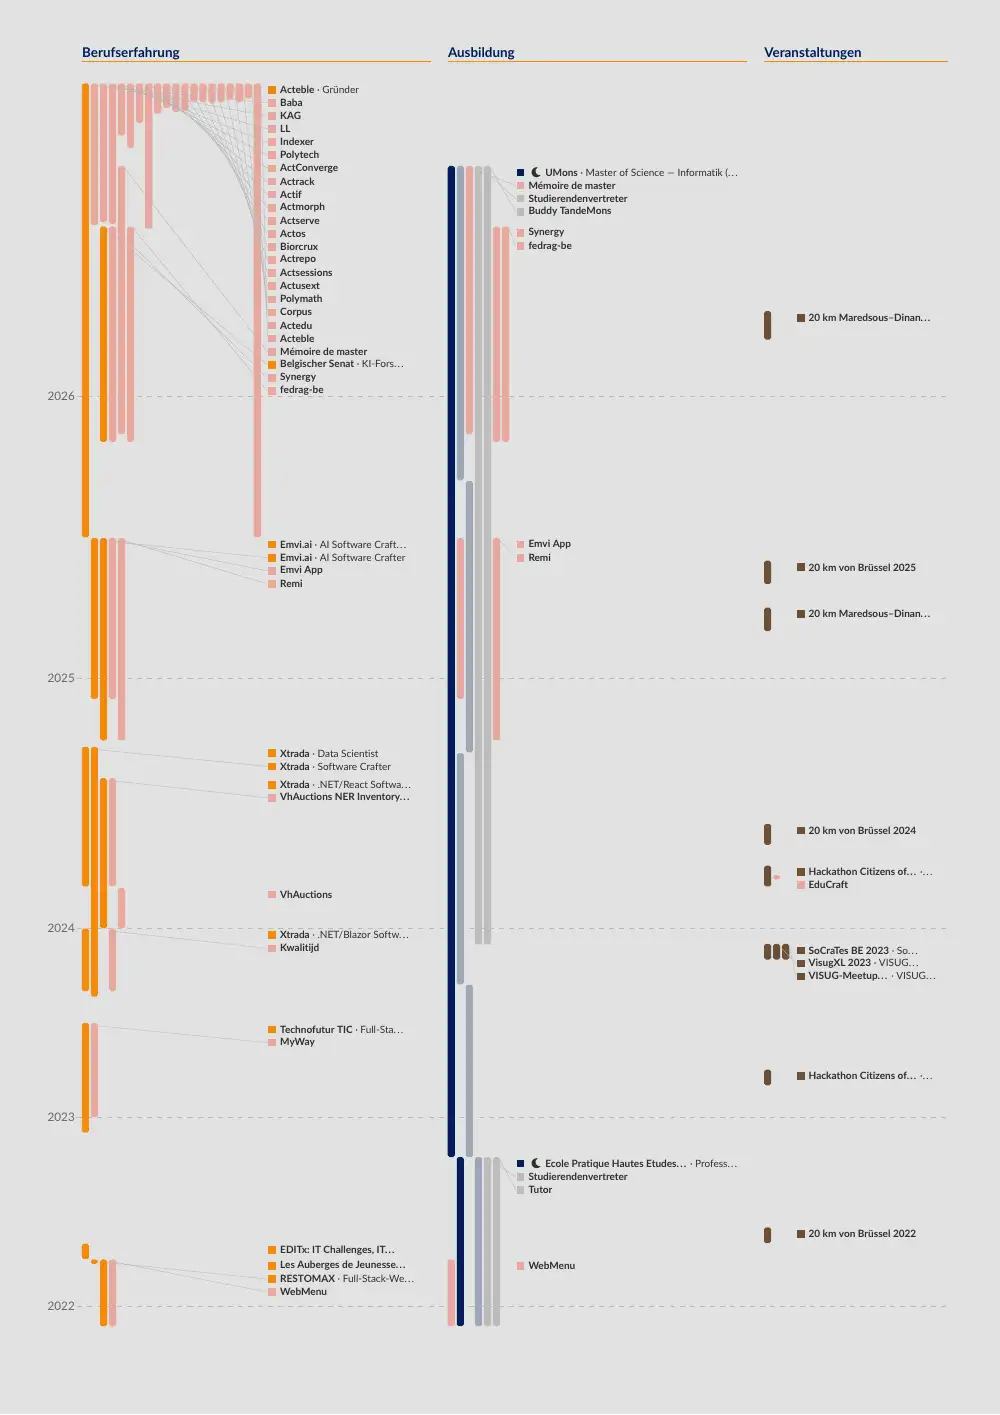 Berufserfahrung
Ausbildung
Veranstaltungen
Acteble · Gründer
Baba
KAG
LL
Indexer
Polytech
ActConverge
Actrack
Actif
Actmorph
Actserve
Actos
Biorcrux
Actrepo
Actsessions
Actusext
Polymath
Corpus
Actedu
Acteble
Mémoire de master
Belgischer Senat · KI-Fors...
Synergy
fedrag-be
UMons · Master of Science — Informatik (...
Mémoire de master
Studierendenvertreter
Buddy TandeMons
Synergy
fedrag-be
20 km Maredsous–Dinan...
2026
Emvi.ai · AI Software Craft...
Emvi.ai · AI Software Crafter
Emvi App
Remi
Emvi App
Remi
20 km von Brüssel 2025
20 km Maredsous–Dinan...
2025
Xtrada · Data Scientist
Xtrada · Software Crafter
Xtrada · .NET/React Softwa...
VhAuctions NER Inventory...
20 km von Brüssel 2024
Hackathon Citizens of... ·...
EduCraft
VhAuctions
2024
Xtrada · .NET/Blazor Softw...
Kwalitijd
SoCraTes BE 2023 · So...
VisugXL 2023 · VISUG...
VISUG-Meetup... · VISUG...
Technofutur TIC · Full-Sta...
MyWay
Hackathon Citizens of... ·...
2023
Ecole Pratique Hautes Etudes... · Profess...
Studierendenvertreter
Tutor
20 km von Brüssel 2022
EDITx: IT Challenges, IT...
Les Auberges de Jeunesse...
RESTOMAX · Full-Stack-We...
WebMenu
WebMenu
2022